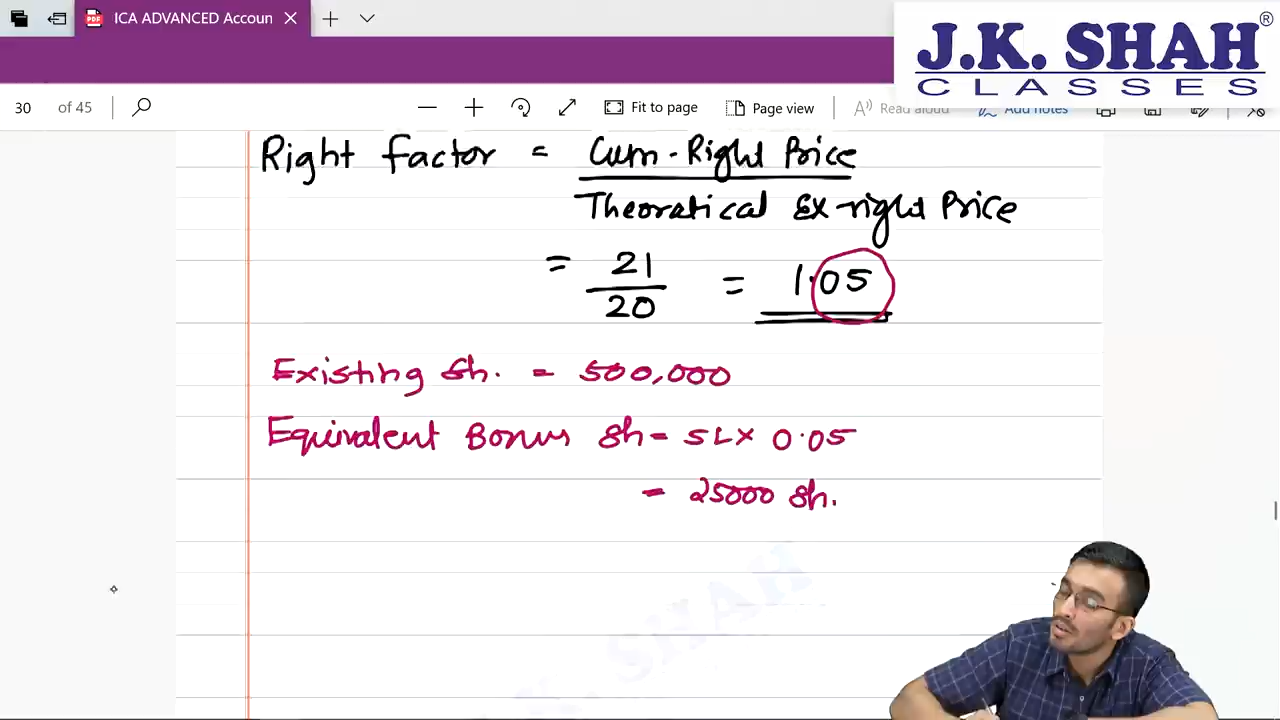 ICA ADVANCED Accoun
J.K. SHAH®
CLASSES
30 of 45
Fit to page
Page view
Read aloud
Add notes
Right factor = Cum-Right Price
Theoratical Ex-right Price
= 21
20
= 1.05
Existing Sh. = 500,000
Equivalent Bonus Sh = 5L× 0.05
= 25000 Sh.
K. SHAH